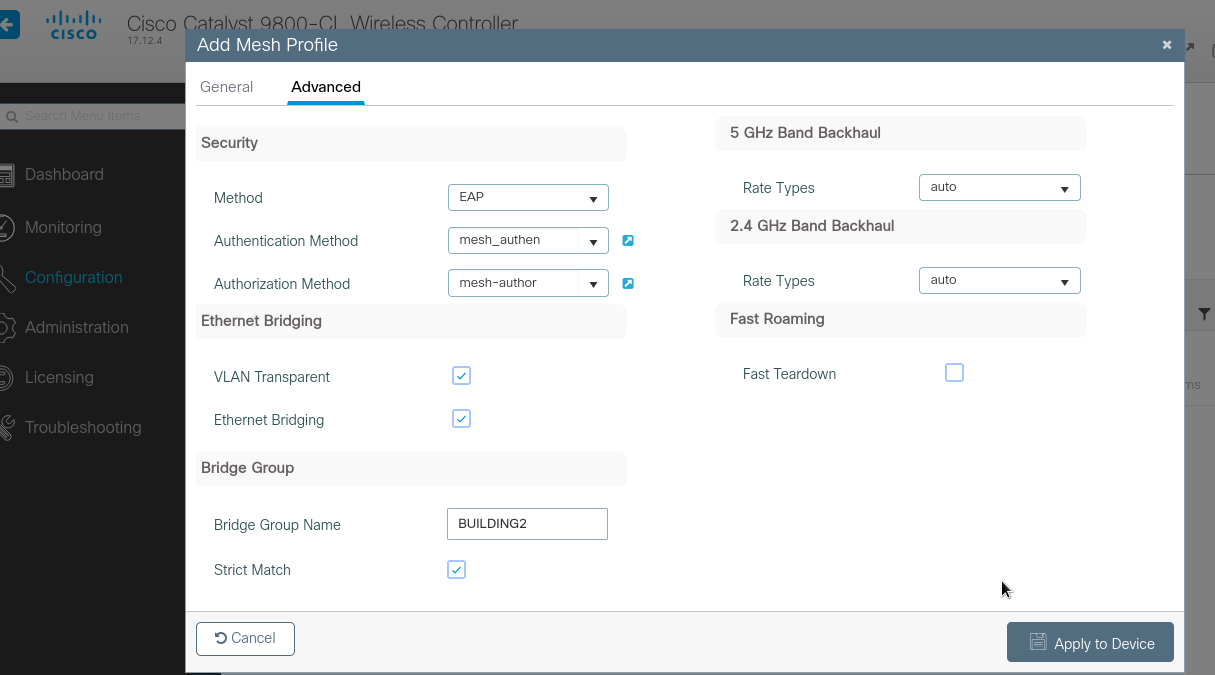 Cisco Catalyst 9800-CL Wireless Controller
CISCO
17.12.4
Add Mesh Profile
General
Advanced
Search Menu Items
Dashboard
Monitoring
Configuration
Administration
Licensing
Troubleshooting
Security
Method
EAP
Authentication Method
mesh_authen
Authorization Method
mesh-author
Ethernet Bridging
VLAN Transparent
Ethernet Bridging
Bridge Group
Bridge Group Name
BUILDING2
Strict Match
5 GHz Band Backhaul
Rate Types
auto
2.4 GHz Band Backhaul
Rate Types
auto
Fast Roaming
Fast Teardown
ms
Cancel
Apply to Device